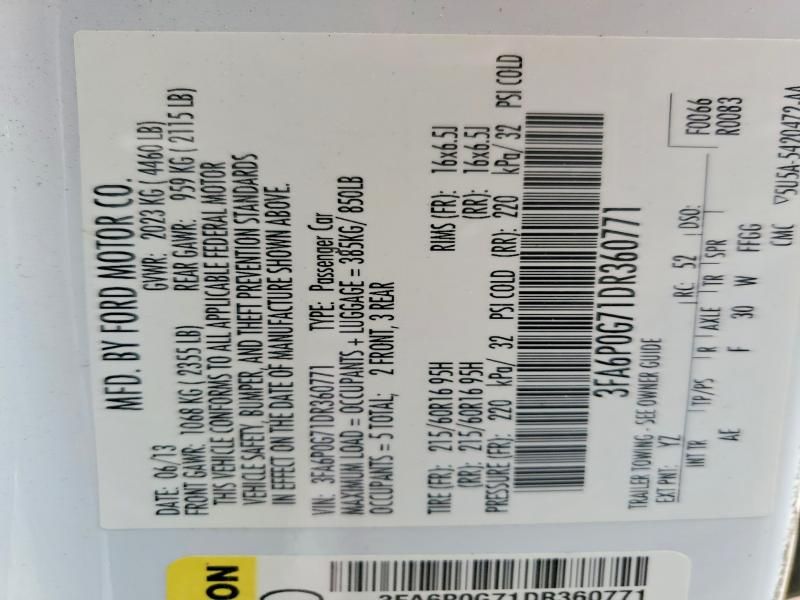 MFD. BY FORD MOTOR CO.
DATE: 06/13 GVWR: 2023 KG ( 4460 LB)
FRONT GAWR: 1068 KG ( 2355 LB) REAR GAWR: 959 KG ( 2115 LB)
THIS VEHICLE CONFORMS TO ALL APPLICABLE FEDERAL MOTOR
VEHICLE SAFETY, BUMPER, AND THEFT PREVENTION STANDARDS
IN EFFECT ON THE DATE OF MANUFACTURE SHOWN ABOVE.
VIN: 3FA6P0G71DR360771 TYPE: Passenger Car
MAXIMUM LOAD = OCCUPANTS + LUGGAGE = 385KG/ 850LB
OCCUPANTS = 5 TOTAL; 2 FRONT, 3 REAR
TIRE (FR): 215/60R16 95H RIMS (FR): 16x6.5J
(RR): 215/60R16 95H (RR): 16x6.5J
PRESSURE (FR): 220 kPa/ 32 PSI COLD (RR): 220 kPa/ 32 PSI COLD
3FA6P0G71DR360771
TRAILER TOWING - SEE OWNER GUIDE
EXT PNT: YZ RC: 52 DSO: F0066
R00B3
INT TR TP/PS R AXLE TR SPR
AE F 30 W FFGG
CMC ▽5U5A-5420472-AA
ON
3FA6P0G71DR360771